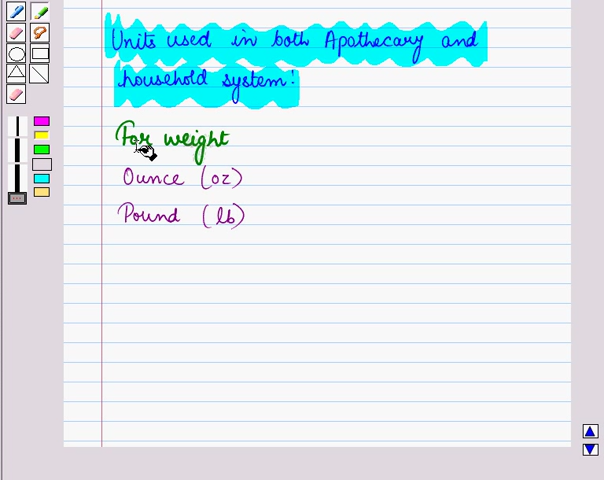 Units used in both Apothecary and
household system:
For weight
Ounce (oz)
Pound (lb)